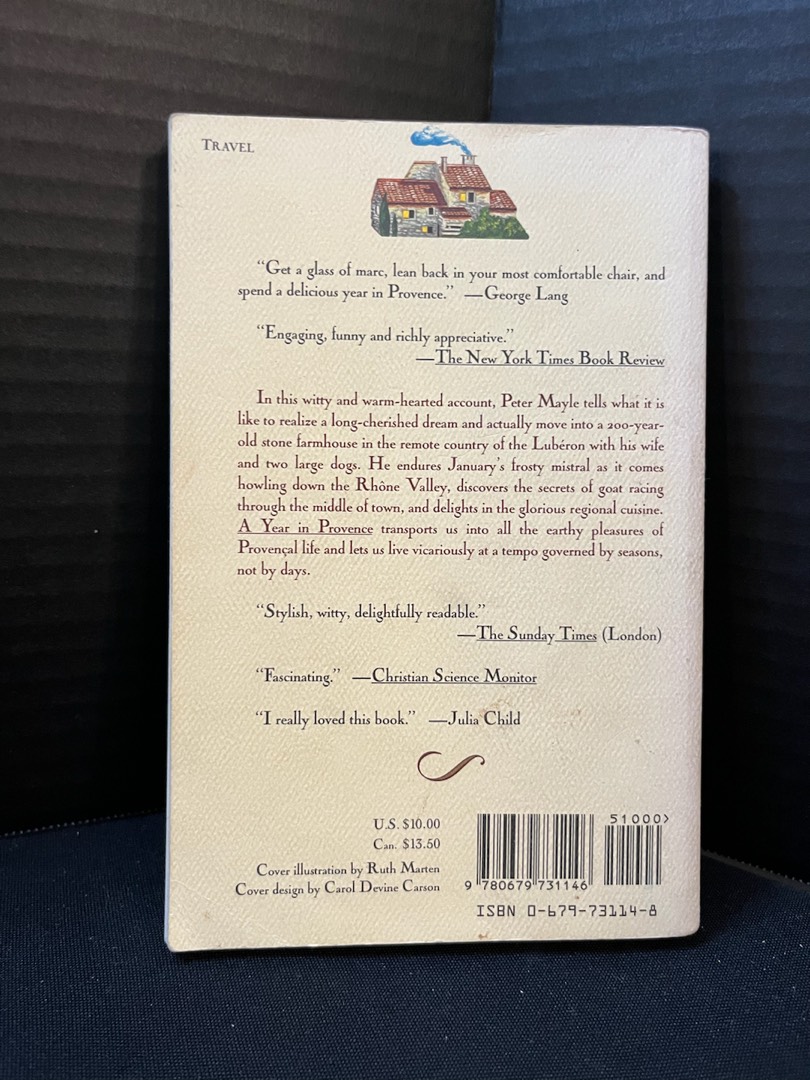 TRAVEL
“Get a glass of marc, lean back in your most comfortable chair, and
spend a delicious year in Provence.” —George Lang
“Engaging, funny and richly appreciative.”
—The New York Times Book Review
In this witty and warm-hearted account, Peter Mayle tells what it is
like to realize a long-cherished dream and actually move into a 200-year-
old stone farmhouse in the remote country of the Lubéron with his wife
and two large dogs. He endures January's frosty mistral as it comes
howling down the Rhône Valley, discovers the secrets of goat racing
through the middle of town, and delights in the glorious regional cuisine.
A Year in Provence transports us into all the earthy pleasures of
Provençal life and lets us live vicariously at a tempo governed by seasons,
not by days.
“Stylish, witty, delightfully readable.”
—The Sunday Times (London)
“Fascinating.” —Christian Science Monitor
“I really loved this book.” —Julia Child
U.S. $10.00
Can. $13.50
Cover illustration by Ruth Marten
Cover design by Carol Devine Carson
51000>
9 780679 731146
ISBN 0-679-73114-8